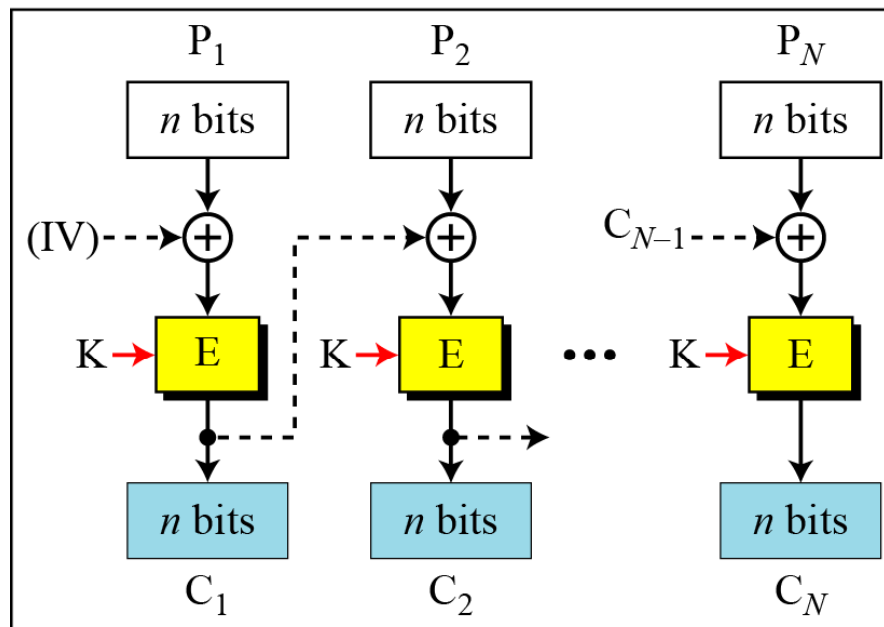 P1 P2 PN
n bits n bits n bits
(IV) CN–1
K E K E ••• K E
n bits n bits n bits
C1 C2 CN